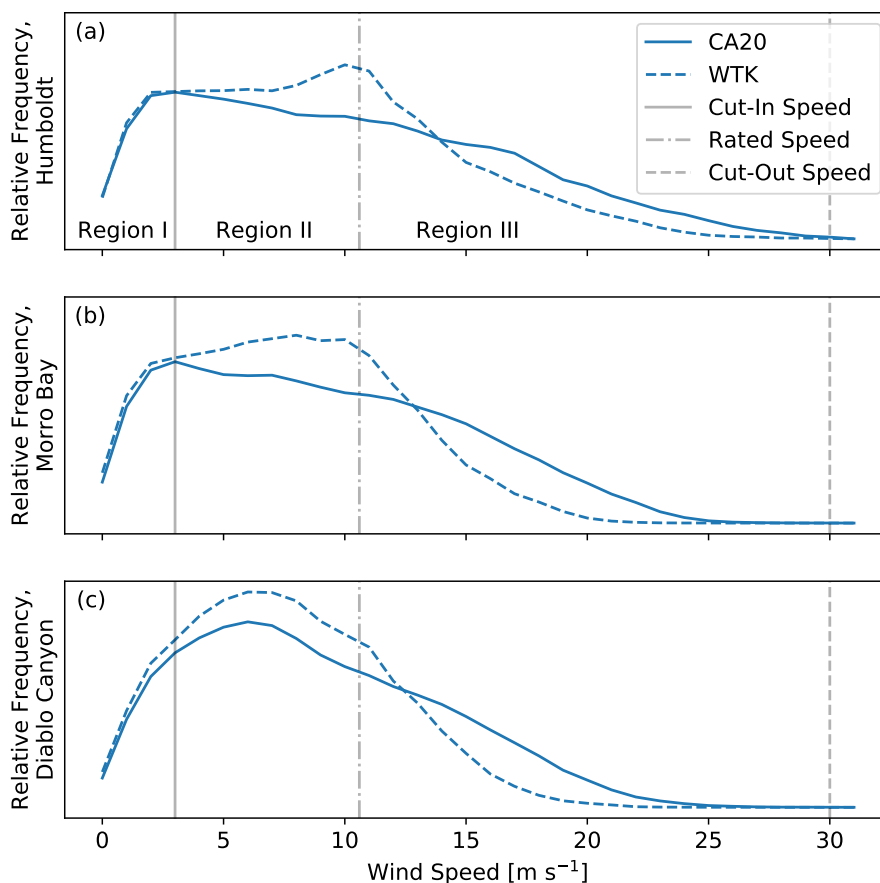 (a)
Relative Frequency,
Humboldt
CA20
WTK
Cut-In Speed
Rated Speed
Cut-Out Speed
Region I
Region II
Region III
(b)
Relative Frequency,
Morro Bay
(c)
Relative Frequency,
Diablo Canyon
0 5 10 15 20 25 30
Wind Speed [m s⁻¹]